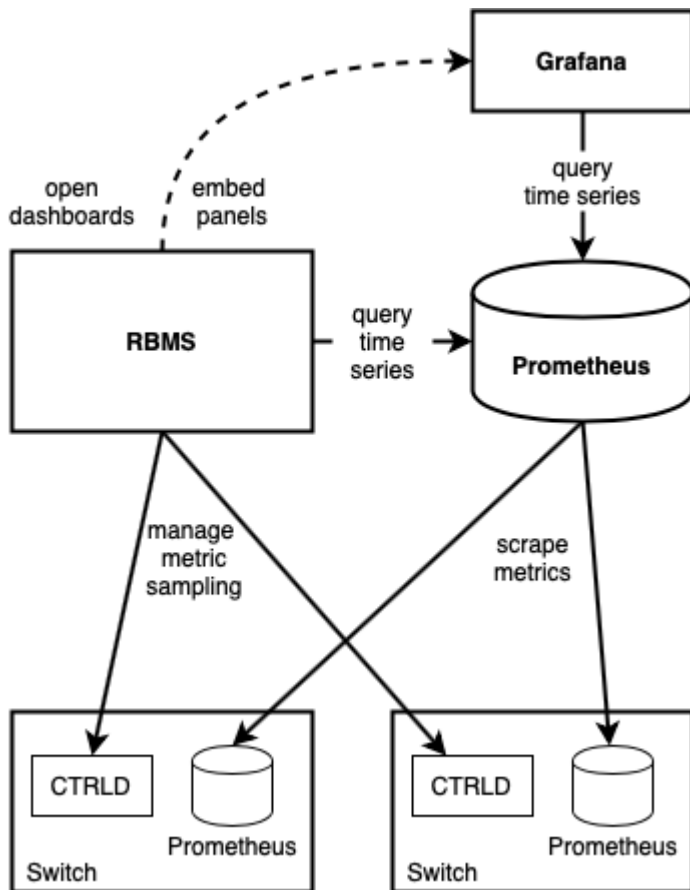 Grafana
query
time series
open
dashboards
embed
panels
RBMS
query
time
series
Prometheus
manage
metric
sampling
scrape
metrics
CTRLD
Prometheus
Switch
CTRLD
Prometheus
Switch